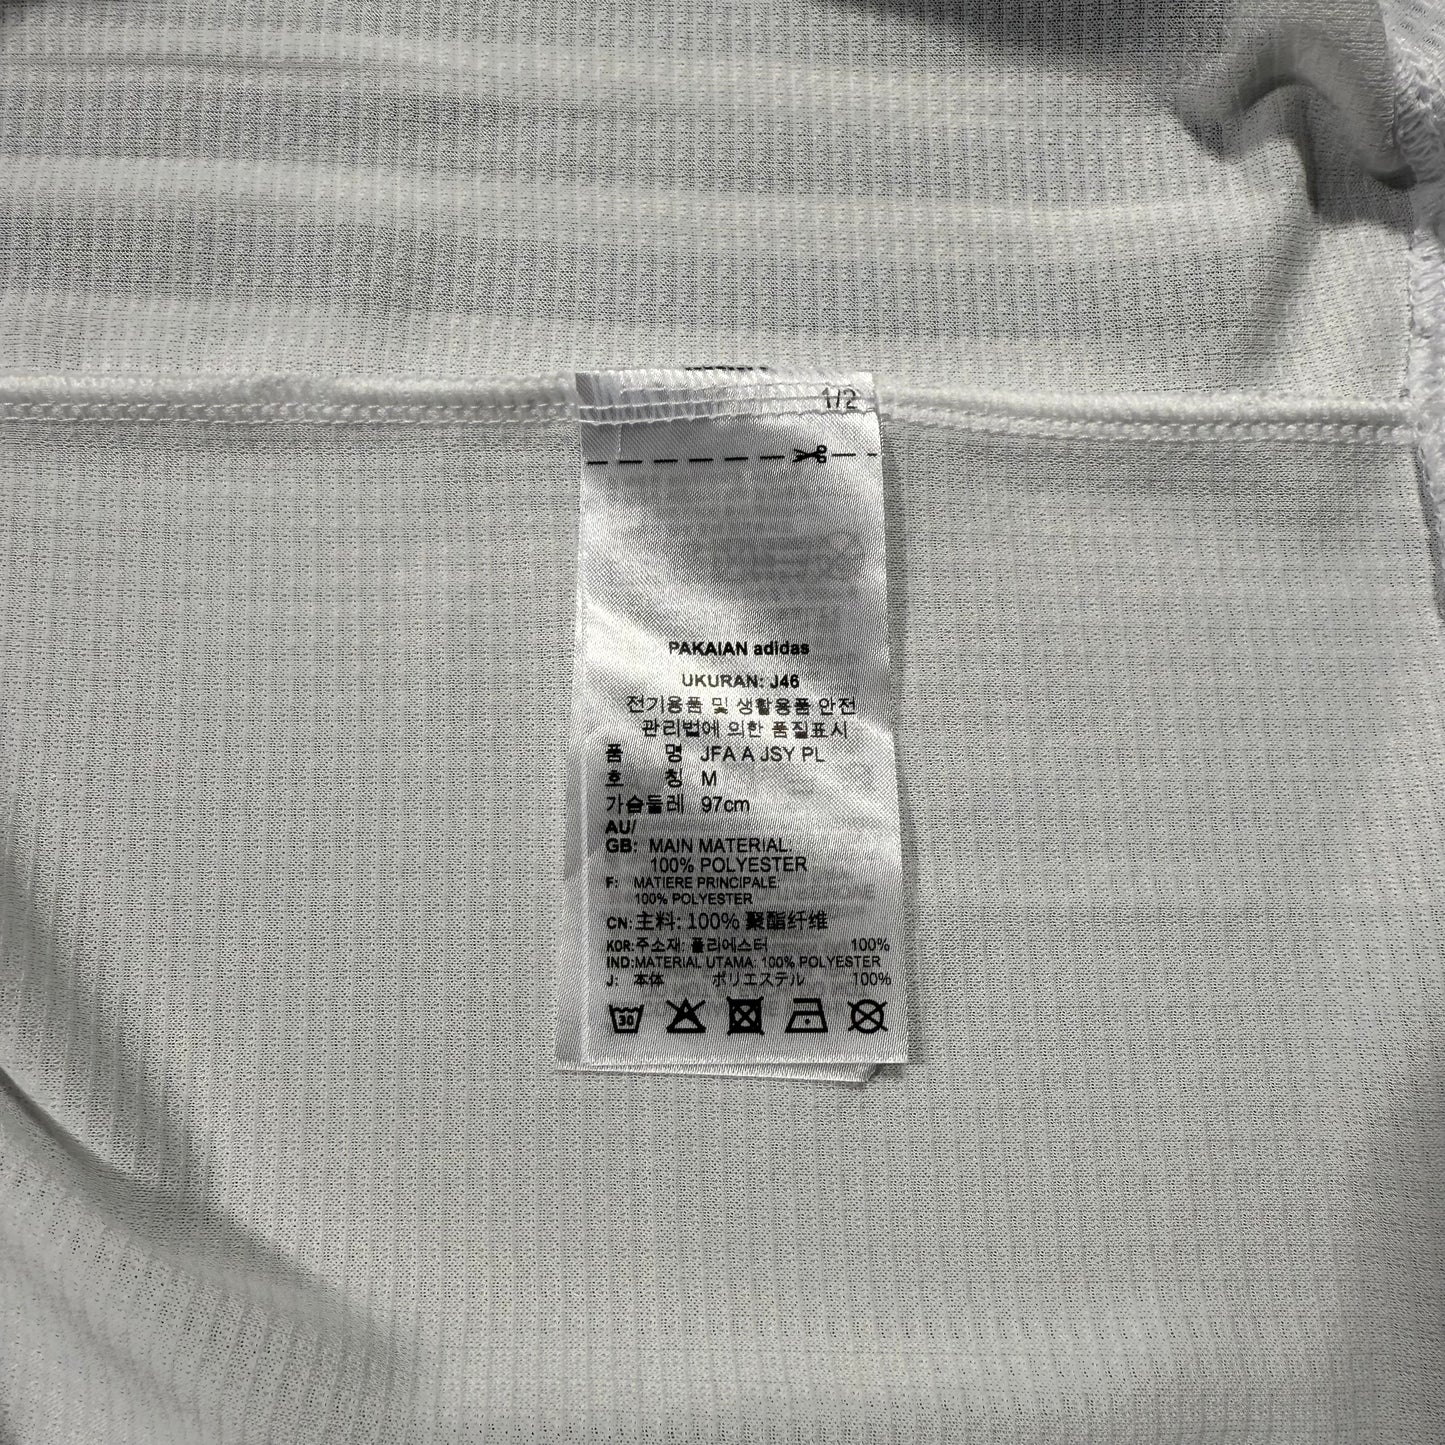 1/2
PAKAIAN adidas
UKURAN: J46
전기용품 및 생활용품 안전
관리법에 의한 품질표시
품 명 JFA A JSY PL
호 칭 M
가슴둘레 97cm
AU/
GB: MAIN MATERIAL:
100% POLYESTER
F: MATIERE PRINCIPALE:
100% POLYESTER
CN: 主料: 100% 聚酯纤维
KOR:주소재: 폴리에스터 100%
IND:MATERIAL UTAMA: 100% POLYESTER
J: 本体 ポリエステル 100%
30